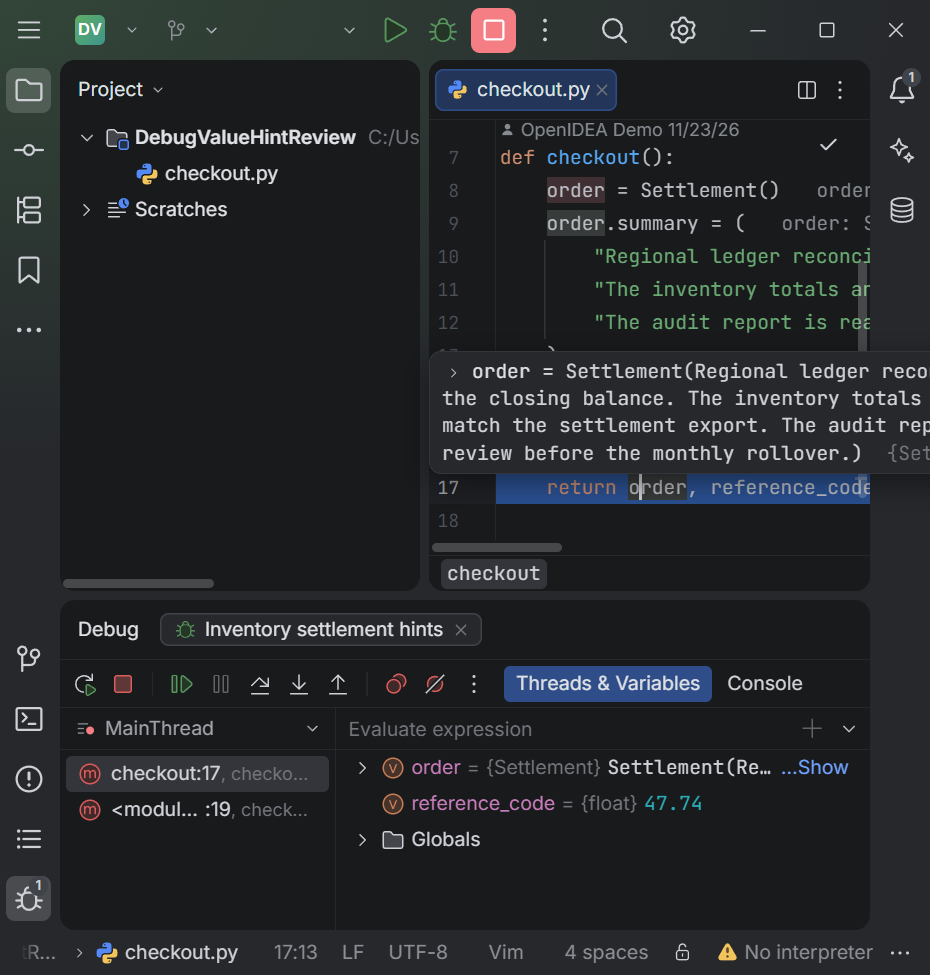 DV
Project
checkout.py
1
DebugValueHintReview C:/Us
checkout.py
Scratches
OpenIDEA Demo 11/23/26
7 def checkout():
8 order = Settlement() order
9 order.summary = ( order: S
10 "Regional ledger reconci
11 "The inventory totals an
12 "The audit report is rea
order = Settlement(Regional ledger reco
the closing balance. The inventory totals
match the settlement export. The audit rep
review before the monthly rollover.) {Set
17 return order, reference_code
18
checkout
Debug Inventory settlement hints
Threads & Variables Console
MainThread
Evaluate expression
checkout:17, checko...
<modul... :19, check...
order = {Settlement} Settlement(Re... ...Show
reference_code = {float} 47.74
Globals
1
tR... checkout.py 17:13 LF UTF-8 Vim 4 spaces No interpreter ...